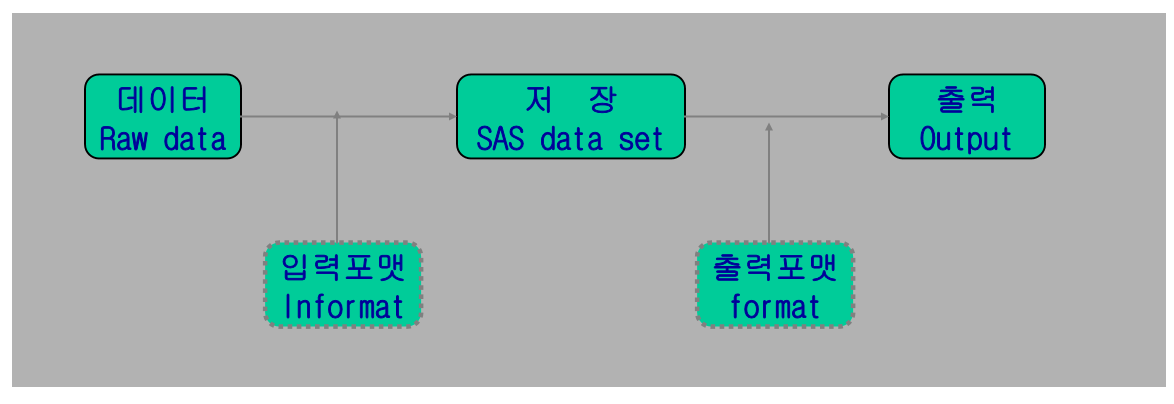 데이터
Raw data
저 장
SAS data set
출력
Output
입력포맷
Informat
출력포맷
format